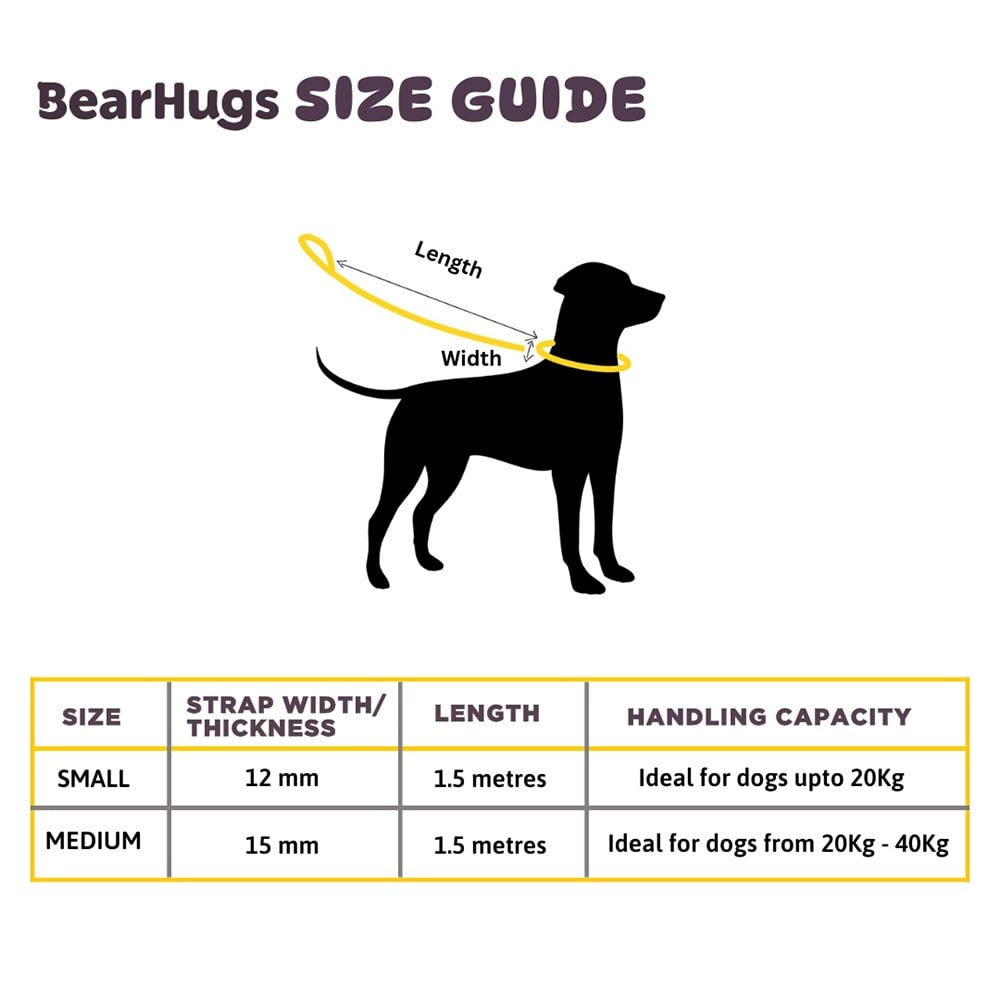 BearHugs SIZE GUIDE
Length
Width
SIZE
STRAP WIDTH/
THICKNESS
LENGTH
HANDLING CAPACITY
SMALL
12 mm
1.5 metres
Ideal for dogs upto 20Kg
MEDIUM
15 mm
1.5 metres
Ideal for dogs from 20Kg - 40Kg